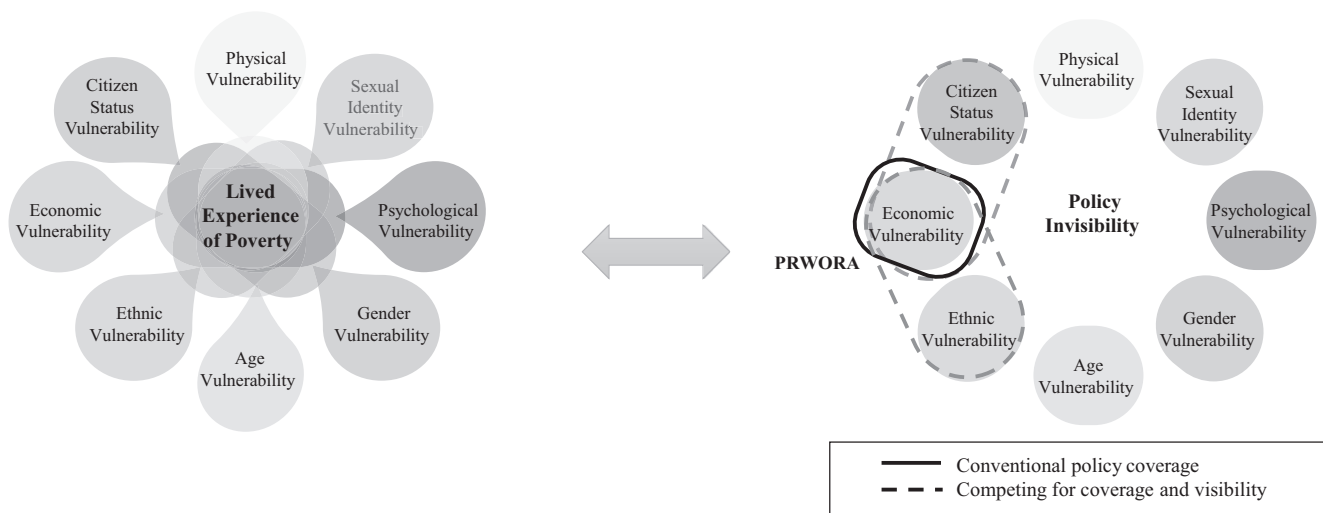 Physical
Vulnerability
Citizen
Status
Vulnerability
Sexual
Identity
Vulnerability
Economic
Vulnerability
Lived
Experience
of Poverty
Psychological
Vulnerability
Ethnic
Vulnerability
Gender
Vulnerability
Age
Vulnerability
Physical
Vulnerability
Citizen
Status
Vulnerability
Sexual
Identity
Vulnerability
Economic
Vulnerability
Policy
Invisibility
Psychological
Vulnerability
PRWORA
Ethnic
Vulnerability
Gender
Vulnerability
Age
Vulnerability
Conventional policy coverage
Competing for coverage and visibility